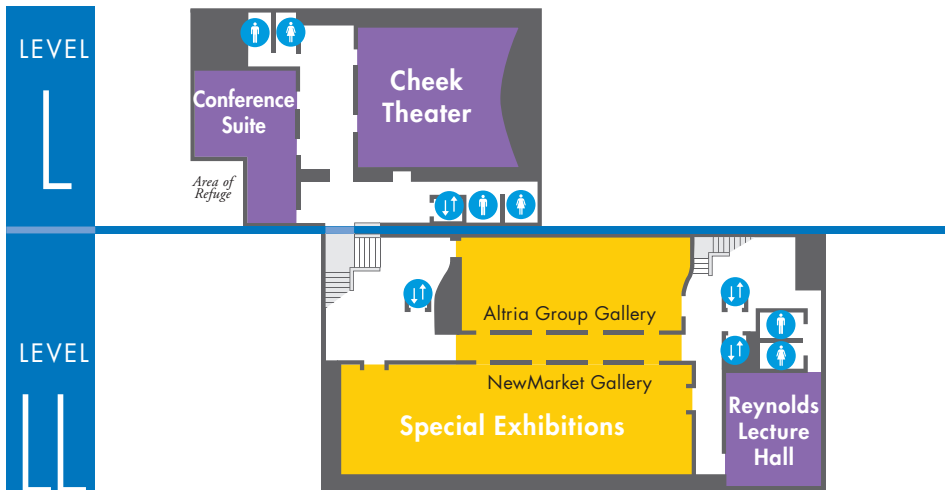 LEVEL
L
Conference
Suite
Cheek
Theater
Area of
Refuge
LEVEL
LL
Altria Group Gallery
NewMarket Gallery
Special Exhibitions
Reynolds
Lecture
Hall